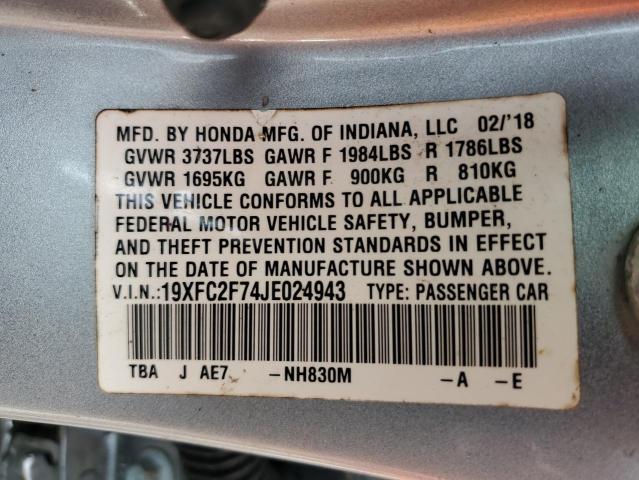 MFD. BY HONDA MFG. OF INDIANA, LLC 02/'18
GVWR 3737LBS GAWR F 1984LBS R 1786LBS
GVWR 1695KG GAWR F 900KG R 810KG
THIS VEHICLE CONFORMS TO ALL APPLICABLE
FEDERAL MOTOR VEHICLE SAFETY, BUMPER,
AND THEFT PREVENTION STANDARDS IN EFFECT
ON THE DATE OF MANUFACTURE SHOWN ABOVE.
V.I.N.:19XFC2F74JE024943 TYPE: PASSENGER CAR
TBA J AE7 -NH830M -A -E